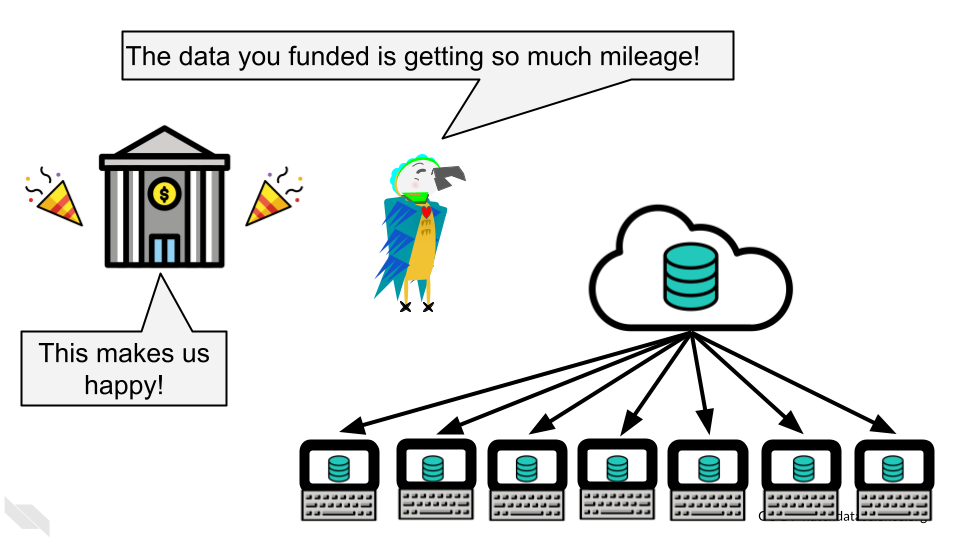 The data you funded is getting so much mileage!
$
This makes us
happy!